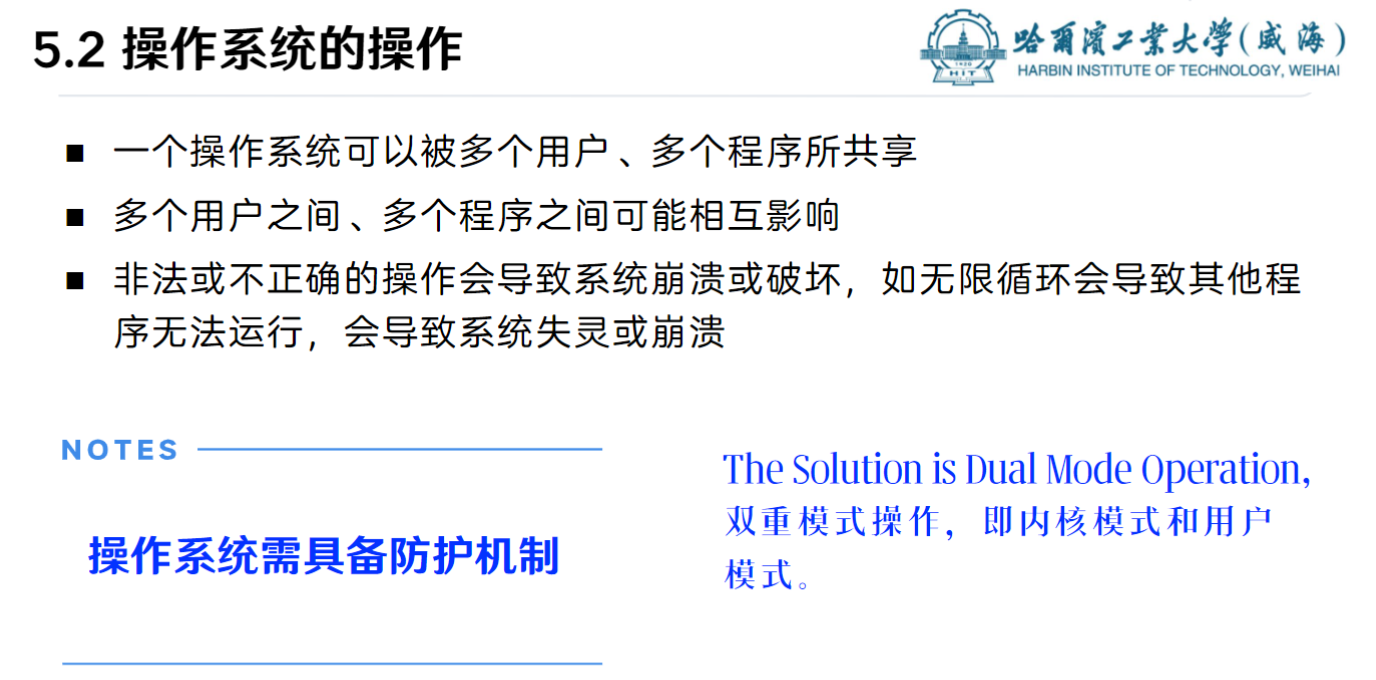 5.2 操作系统的操作
哈爾濱工業大學(威海)
HARBIN INSTITUTE OF TECHNOLOGY, WEIHAI
1920
HIT
■ 一个操作系统可以被多个用户、多个程序所共享
■ 多个用户之间、多个程序之间可能相互影响
■ 非法或不正确的操作会导致系统崩溃或破坏，如无限循环会导致其他程
序无法运行，会导致系统失灵或崩溃
NOTES
操作系统需具备防护机制
The Solution is Dual Mode Operation,
双重模式操作，即内核模式和用户
模式。